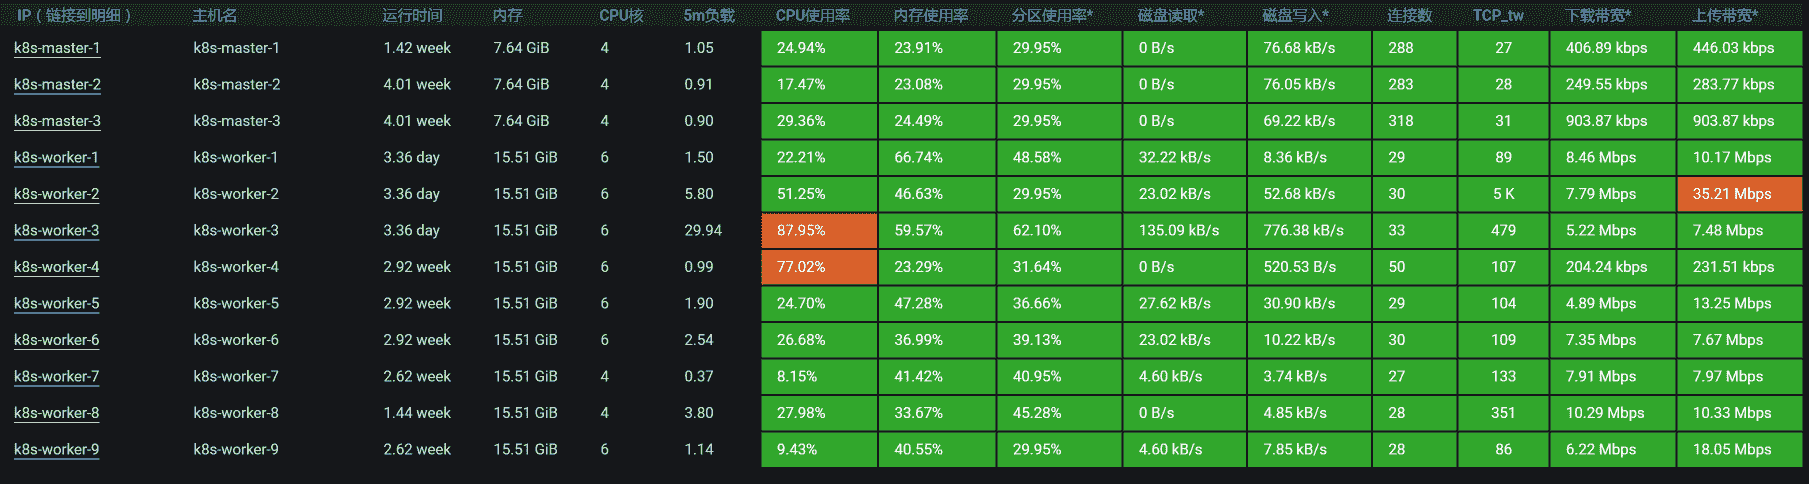 IP（链接到明细） 主机名 运行时间 内存 CPU核 5m负载 CPU使用率 内存使用率 分区使用率* 磁盘读取* 磁盘写入* 连接数 TCP_tw 下载带宽* 上传带宽*
k8s-master-1 k8s-master-1 1.42 week 7.64 GiB 4 1.05 24.94% 23.91% 29.95% 0 B/s 76.68 kB/s 288 27 406.89 kbps 446.03 kbps
k8s-master-2 k8s-master-2 4.01 week 7.64 GiB 4 0.91 17.47% 23.08% 29.95% 0 B/s 76.05 kB/s 283 28 249.55 kbps 283.77 kbps
k8s-master-3 k8s-master-3 4.01 week 7.64 GiB 4 0.90 29.36% 24.49% 29.95% 0 B/s 69.22 kB/s 318 31 903.87 kbps 903.87 kbps
k8s-worker-1 k8s-worker-1 3.36 day 15.51 GiB 6 1.50 22.21% 66.74% 48.58% 32.22 kB/s 8.36 kB/s 29 89 8.46 Mbps 10.17 Mbps
k8s-worker-2 k8s-worker-2 3.36 day 15.51 GiB 6 5.80 51.25% 46.63% 29.95% 23.02 kB/s 52.68 kB/s 30 5 K 7.79 Mbps 35.21 Mbps
k8s-worker-3 k8s-worker-3 3.36 day 15.51 GiB 6 29.94 87.95% 59.57% 62.10% 135.09 kB/s 776.38 kB/s 33 479 5.22 Mbps 7.48 Mbps
k8s-worker-4 k8s-worker-4 2.92 week 15.51 GiB 6 0.99 77.02% 23.29% 31.64% 0 B/s 520.53 B/s 50 107 204.24 kbps 231.51 kbps
k8s-worker-5 k8s-worker-5 2.92 week 15.51 GiB 6 1.90 24.70% 47.28% 36.66% 27.62 kB/s 30.90 kB/s 29 104 4.89 Mbps 13.25 Mbps
k8s-worker-6 k8s-worker-6 2.92 week 15.51 GiB 6 2.54 26.68% 36.99% 39.13% 23.02 kB/s 10.22 kB/s 30 109 7.35 Mbps 7.67 Mbps
k8s-worker-7 k8s-worker-7 2.62 week 15.51 GiB 4 0.37 8.15% 41.42% 40.95% 4.60 kB/s 3.74 kB/s 27 133 7.91 Mbps 7.97 Mbps
k8s-worker-8 k8s-worker-8 1.44 week 15.51 GiB 4 3.80 27.98% 33.67% 45.28% 0 B/s 4.85 kB/s 28 351 10.29 Mbps 10.33 Mbps
k8s-worker-9 k8s-worker-9 2.62 week 15.51 GiB 6 1.14 9.43% 40.55% 29.95% 4.60 kB/s 7.85 kB/s 28 86 6.22 Mbps 18.05 Mbps